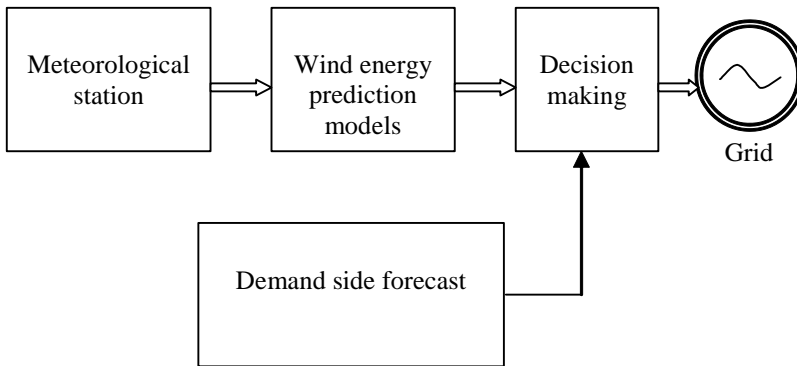 Meteorological
station
Wind energy
prediction
models
Decision
making
Grid
Demand side forecast